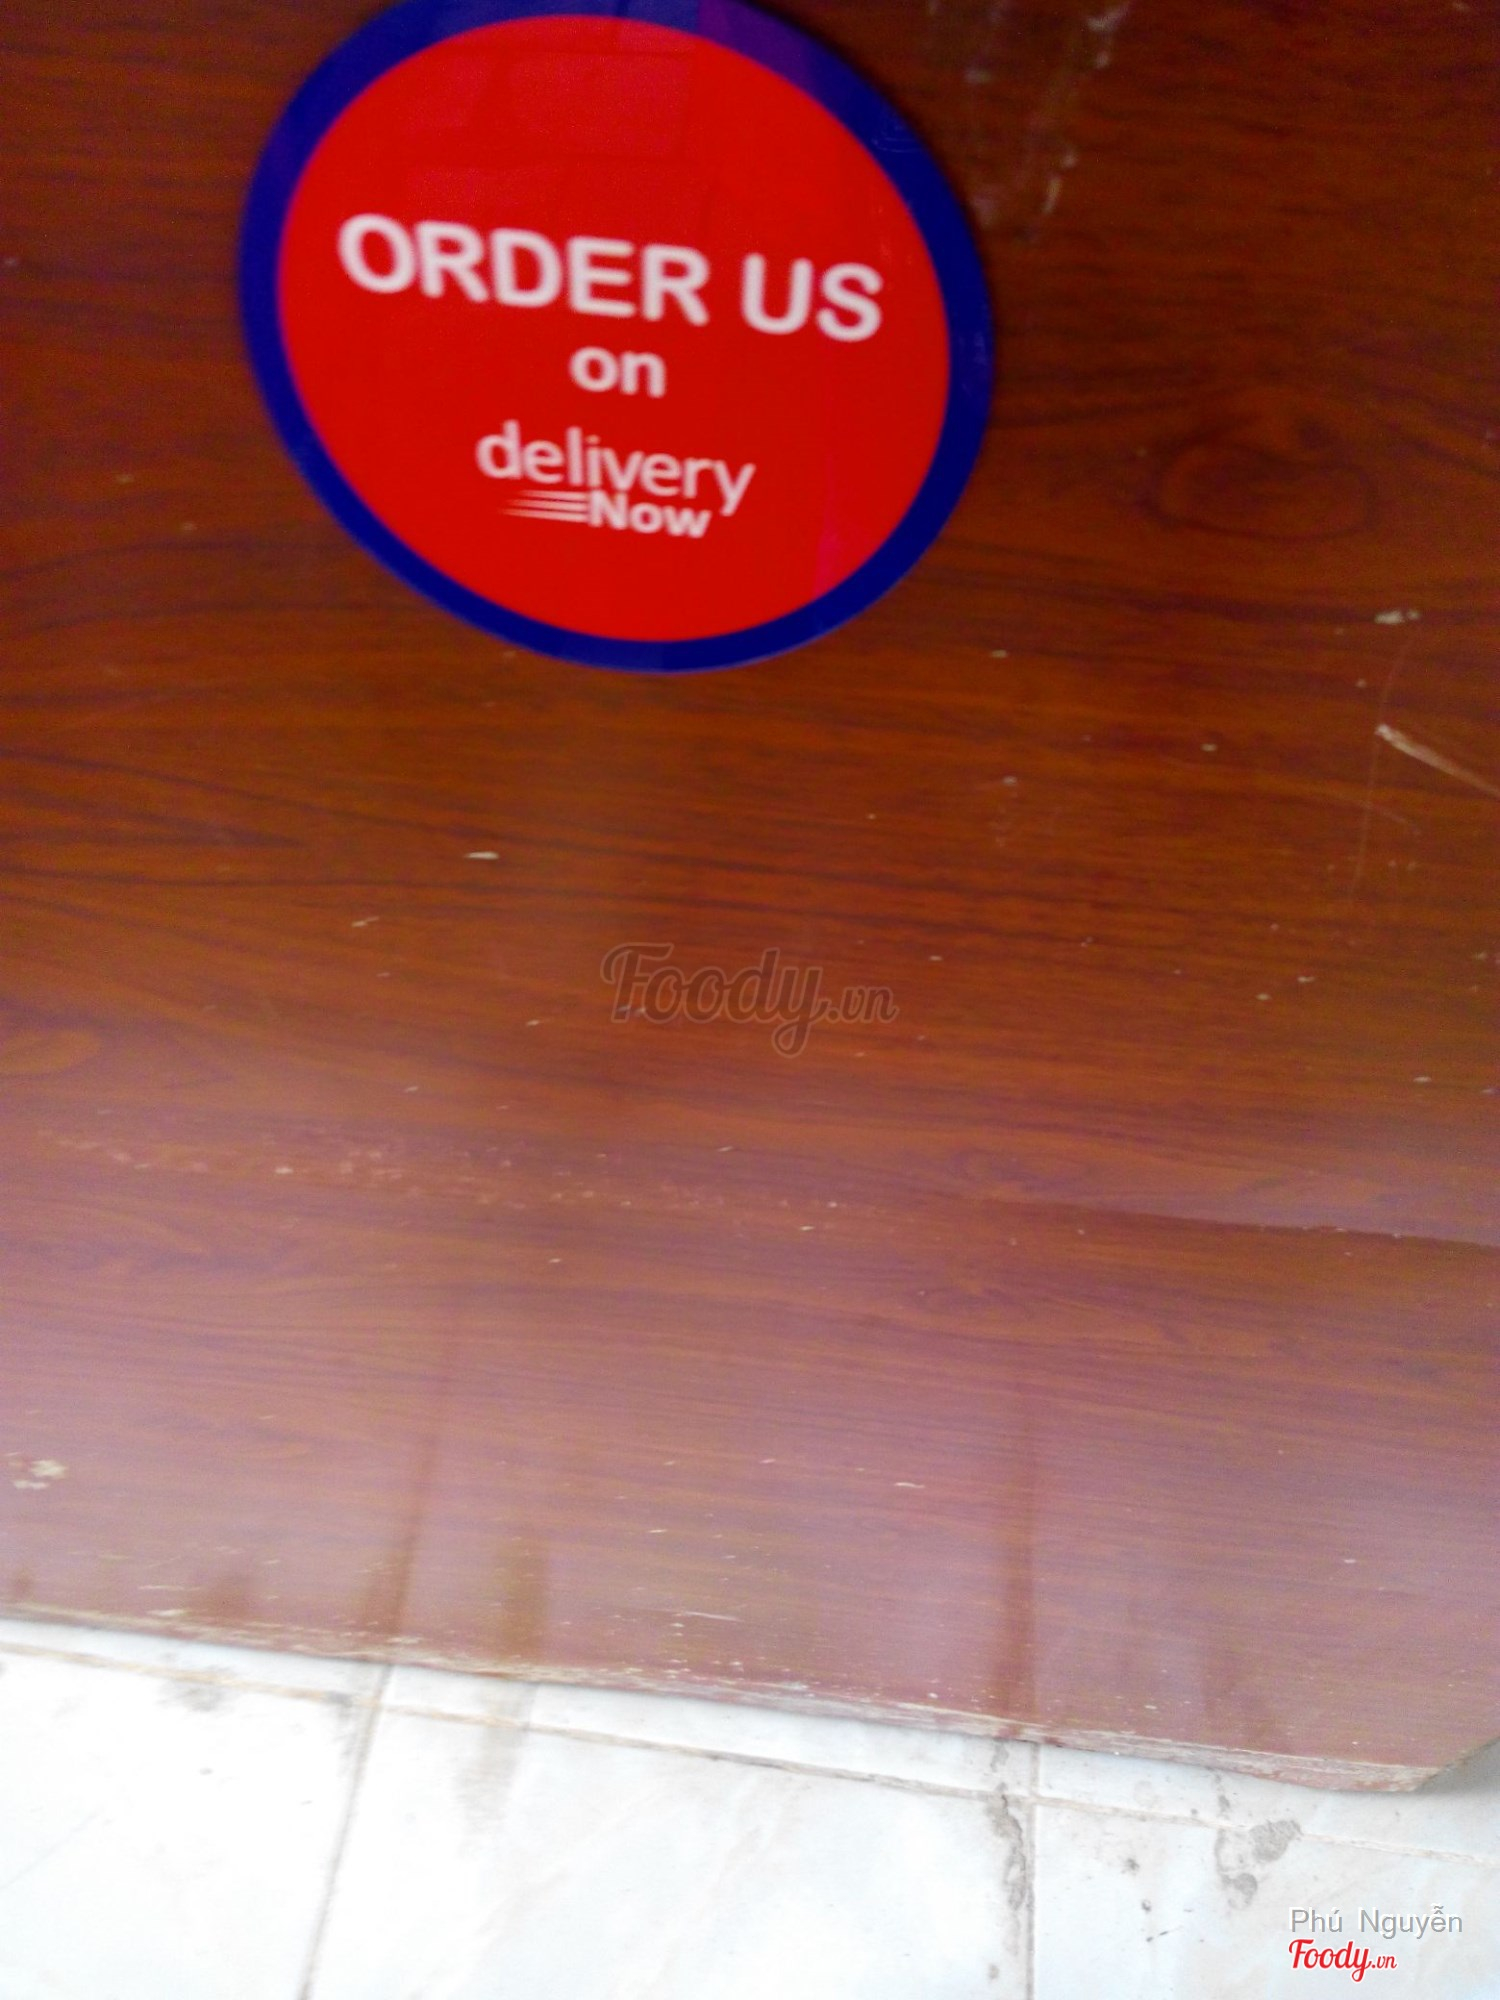 ORDER US
on
delivery
Now
Foody.vn
Phú Nguyễn
Foody.vn